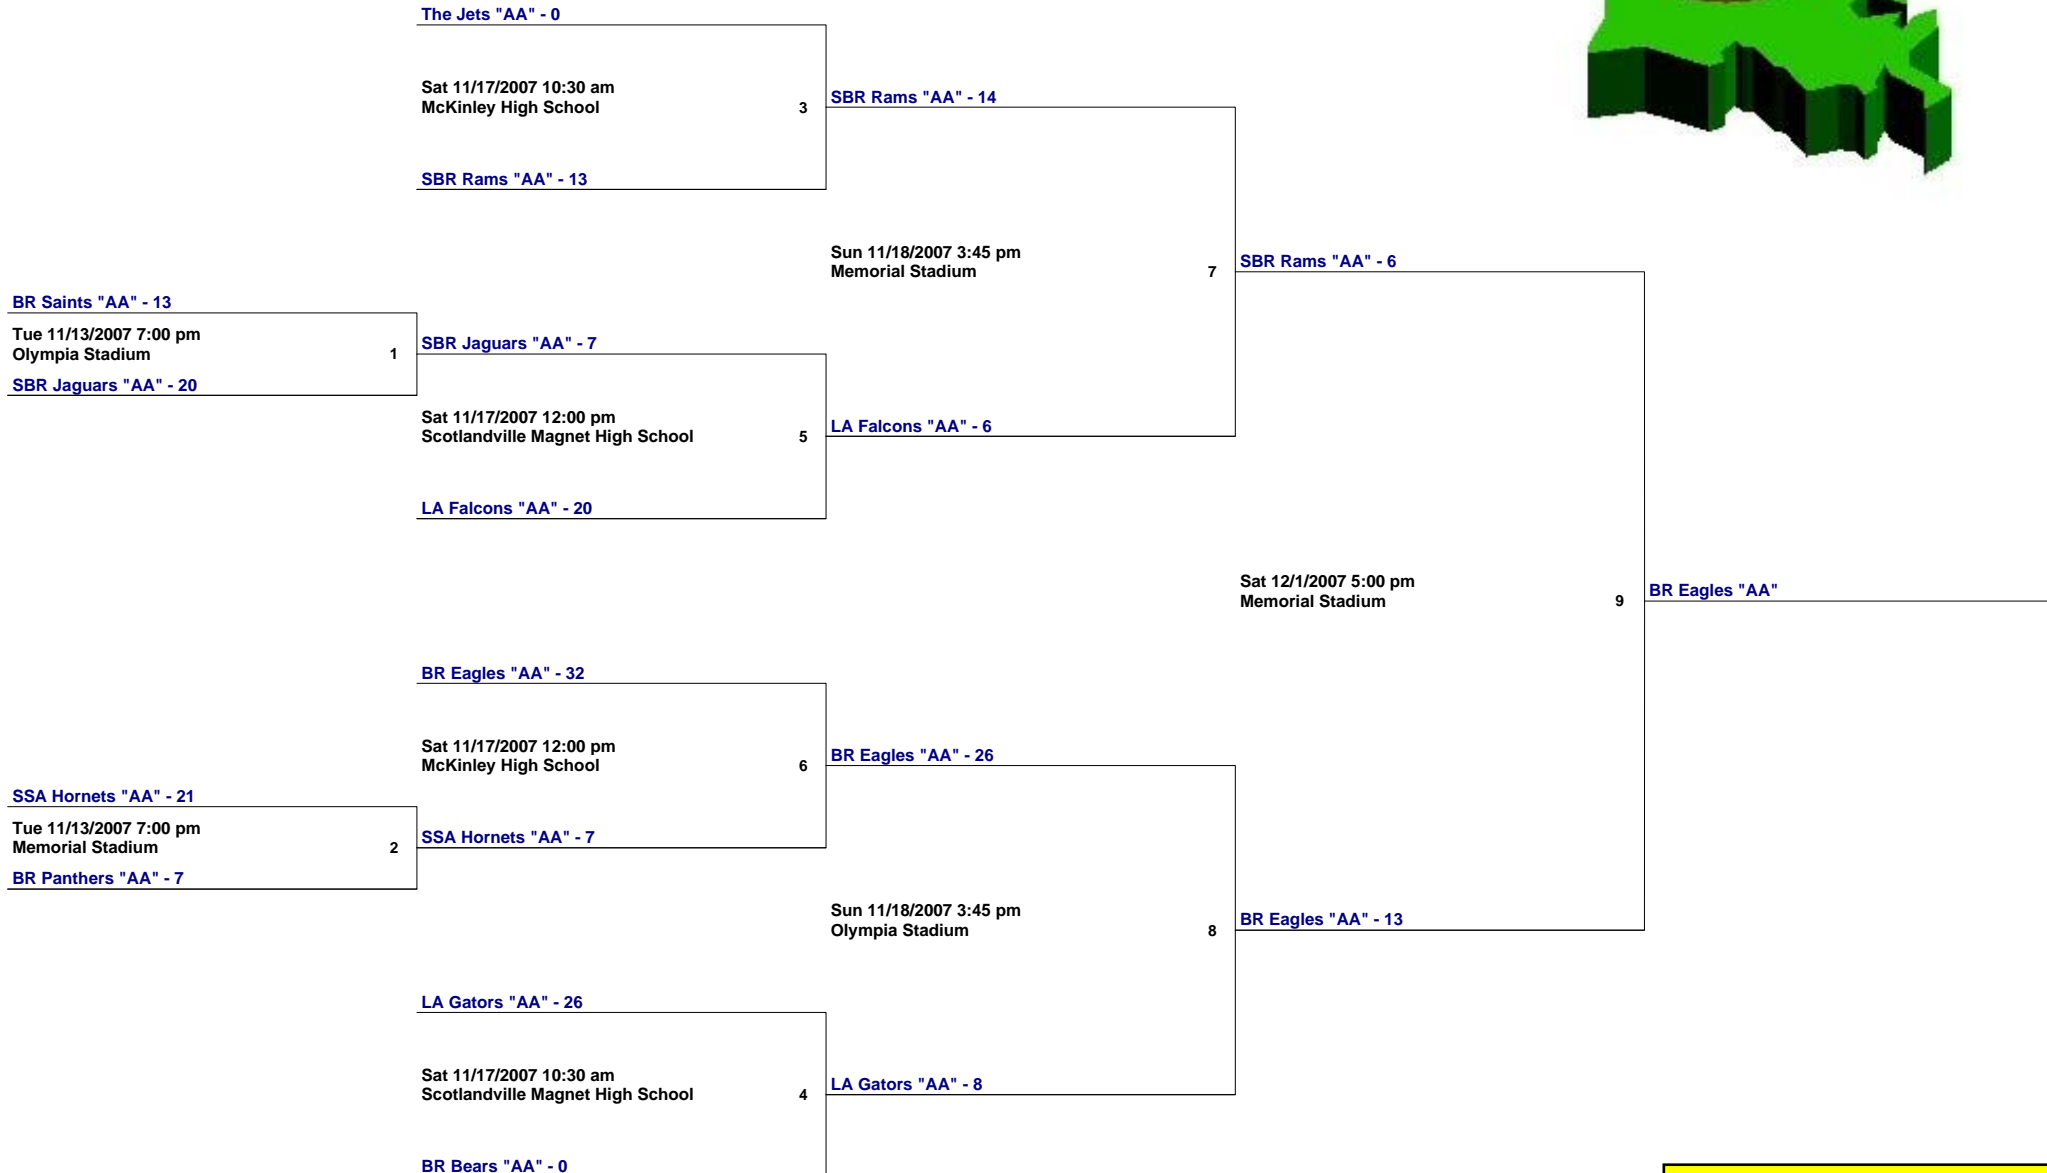 The Jets "AA" - 0
Sat 11/17/2007 10:30 am
McKinley High School
3
SBR Rams "AA" - 14
SBR Rams "AA" - 13
Sun 11/18/2007 3:45 pm
Memorial Stadium
7
SBR Rams "AA" - 6
BR Saints "AA" - 13
Tue 11/13/2007 7:00 pm
Olympia Stadium
1
SBR Jaguars "AA" - 20
SBR Jaguars "AA" - 7
Sat 11/17/2007 12:00 pm
Scotlandville Magnet High School
5
LA Falcons "AA" - 6
LA Falcons "AA" - 20
Sat 12/1/2007 5:00 pm
Memorial Stadium
9
BR Eagles "AA"
BR Eagles "AA" - 32
Sat 11/17/2007 12:00 pm
McKinley High School
6
BR Eagles "AA" - 26
SSA Hornets "AA" - 21
Tue 11/13/2007 7:00 pm
Memorial Stadium
2
BR Panthers "AA" - 7
SSA Hornets "AA" - 7
Sun 11/18/2007 3:45 pm
Olympia Stadium
8
BR Eagles "AA" - 13
LA Gators "AA" - 26
Sat 11/17/2007 10:30 am
Scotlandville Magnet High School
4
LA Gators "AA" - 8
BR Bears "AA" - 0